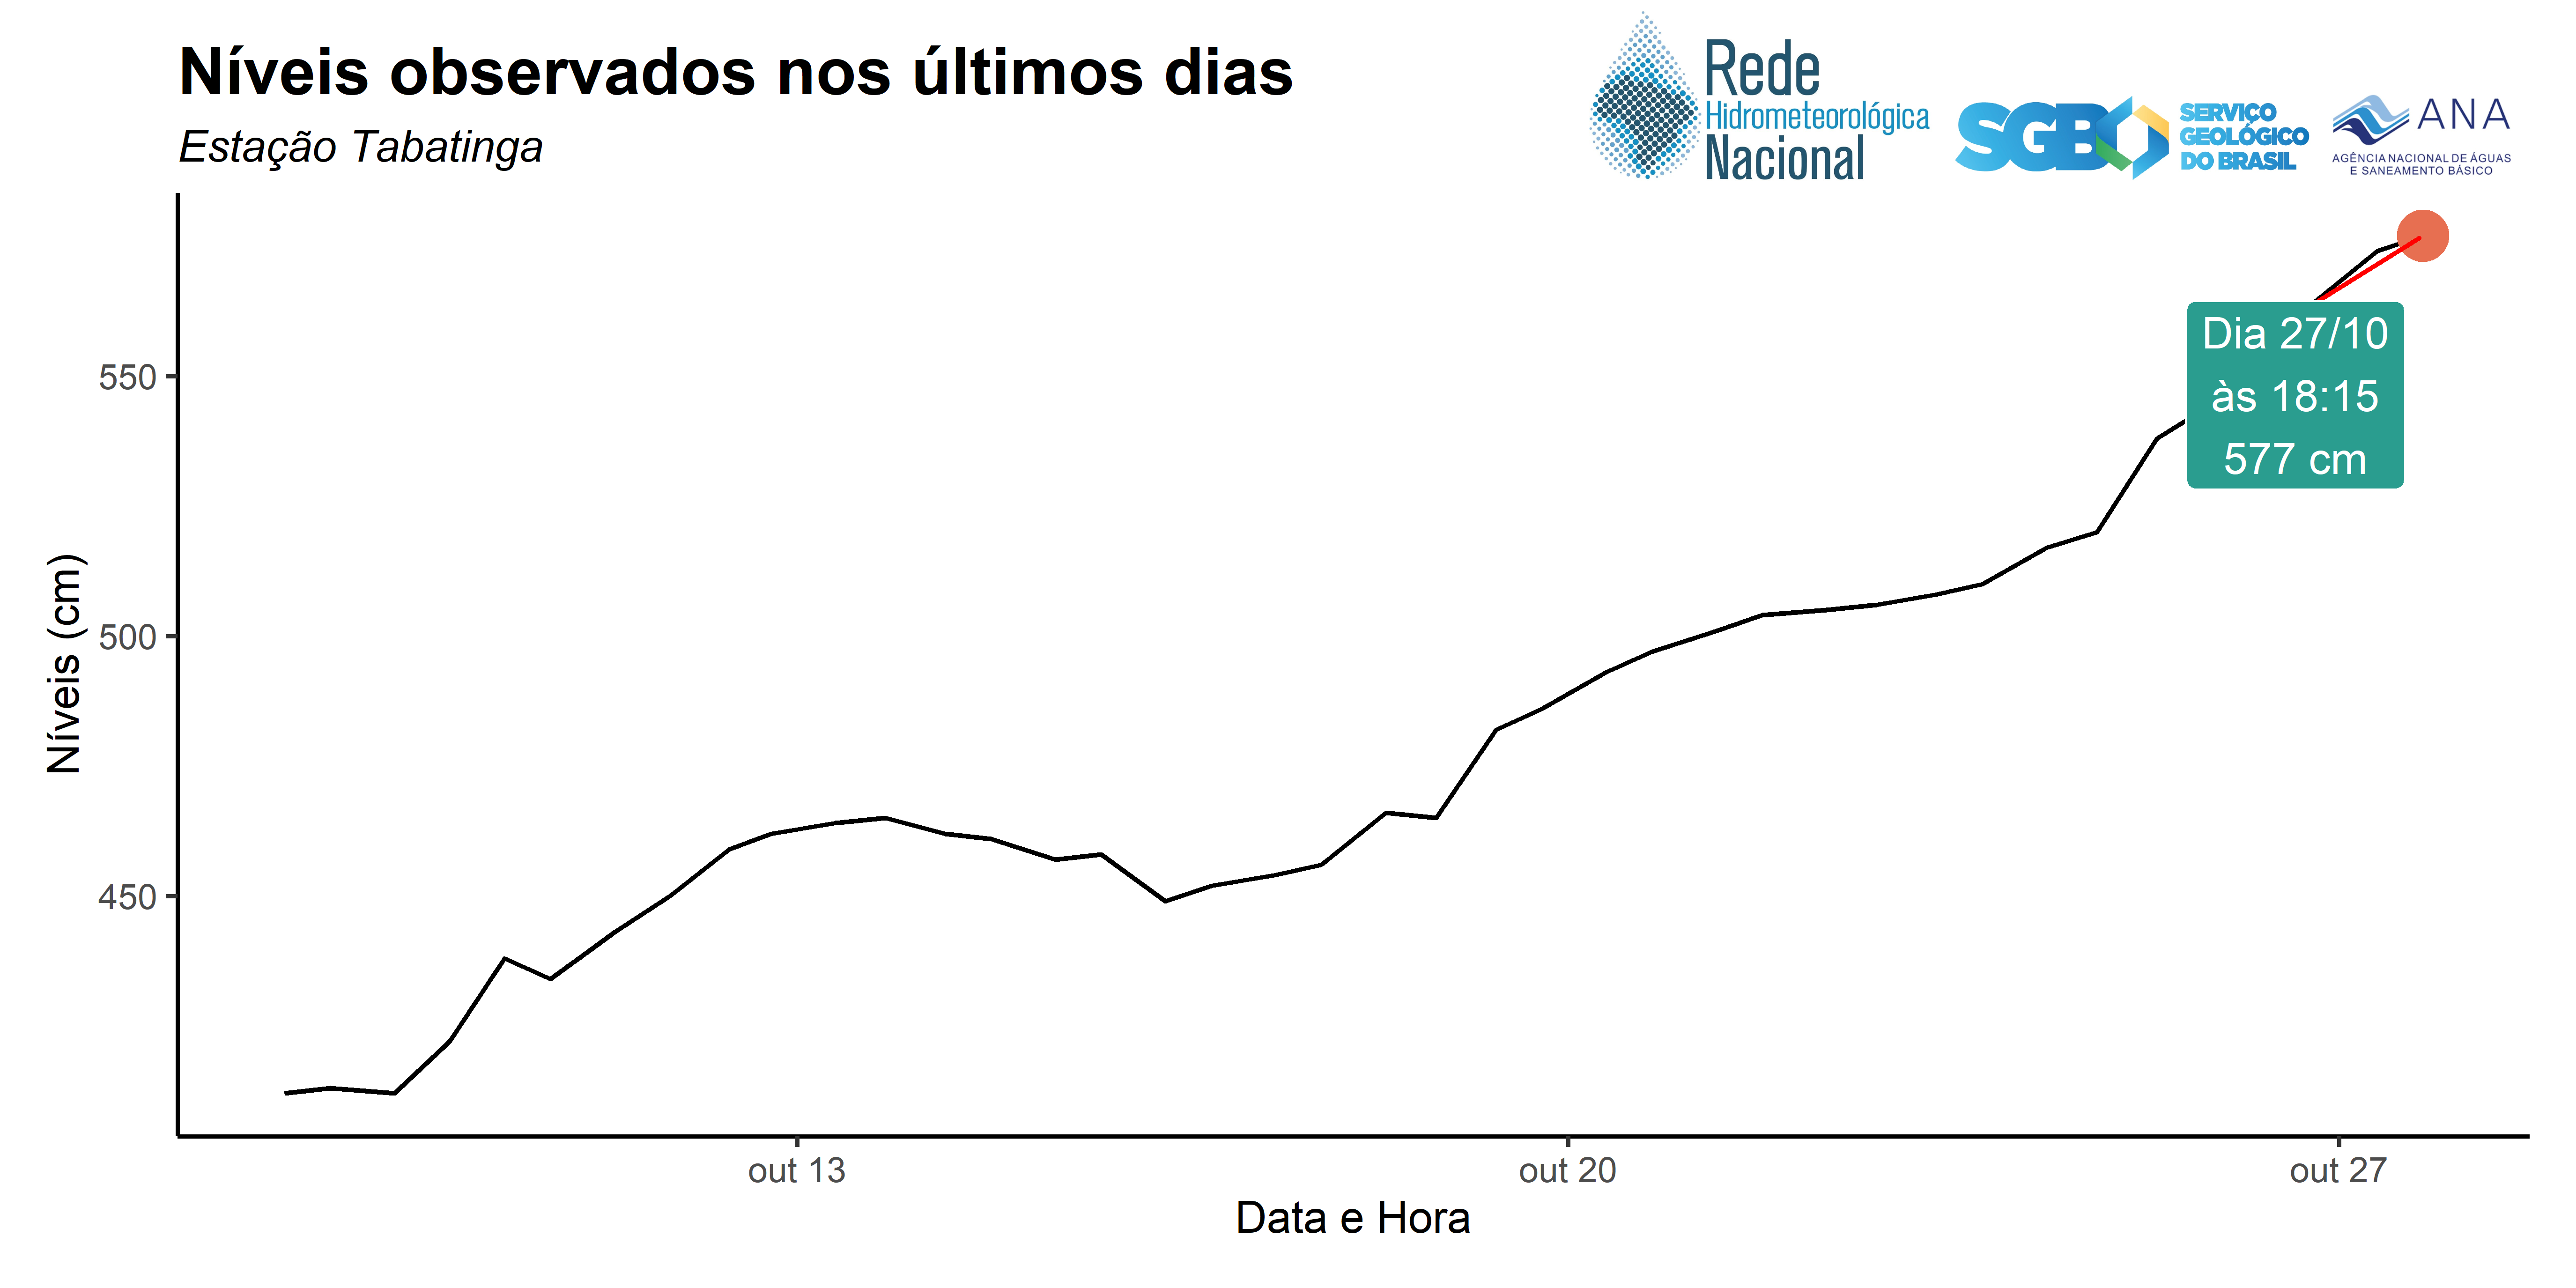 Níveis observados nos últimos dias
Estação Tabatinga
Rede
Hidrometeorológica
Nacional
SGB
SERVIÇO
GEOLÓGICO
DO BRASIL
ANA
AGÊNCIA NACIONAL DE ÁGUAS
E SANEAMENTO BÁSICO
Níveis (cm)
550
500
450
Dia 27/10
às 18:15
577 cm
out 13
out 20
out 27
Data e Hora